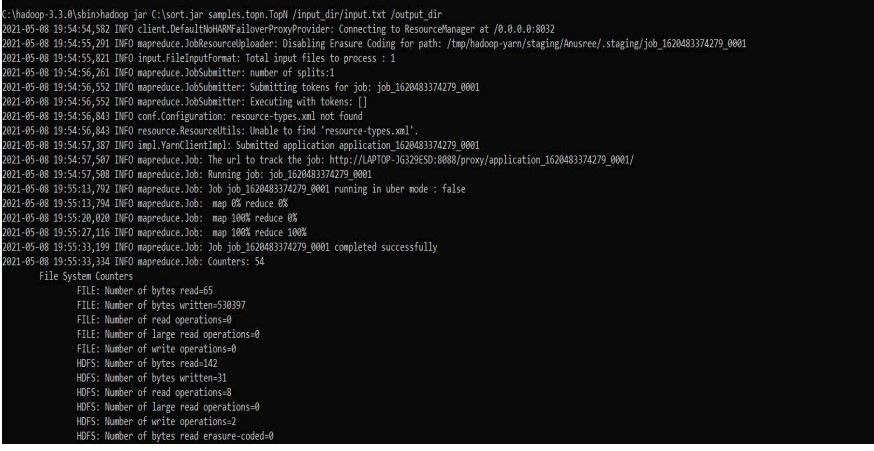 C:\hadoop-3.3.0\sbin>hadoop jar C:\sort.jar samples.topn.TopN /input_dir/input.txt /output_dir
2021-05-08 19:54:54,582 INFO client.DefaultNoHARMFailoverProxyProvider: Connecting to ResourceManager at /0.0.0.0:8032
2021-05-08 19:54:55,291 INFO mapreduce.JobResourceUploader: Disabling Erasure Coding for path: /tmp/hadoop-yarn/staging/Anusree/.staging/job_1620483374279_0001
2021-05-08 19:54:55,821 INFO input.FileInputFormat: Total input files to process : 1
2021-05-08 19:54:56,261 INFO mapreduce.JobSubmitter: number of splits:1
2021-05-08 19:54:56,552 INFO mapreduce.JobSubmitter: Submitting tokens for job: job_1620483374279_0001
2021-05-08 19:54:56,552 INFO mapreduce.JobSubmitter: Executing with tokens: []
2021-05-08 19:54:56,843 INFO conf.Configuration: resource-types.xml not found
2021-05-08 19:54:56,843 INFO resource.ResourceUtils: Unable to find 'resource-types.xml'.
2021-05-08 19:54:57,387 INFO impl.YarnClientImpl: Submitted application application_1620483374279_0001
2021-05-08 19:54:57,507 INFO mapreduce.Job: The url to track the job: http://LAPTOP-JG329ESD:8088/proxy/application_1620483374279_0001/
2021-05-08 19:54:57,508 INFO mapreduce.Job: Running job: job_1620483374279_0001
2021-05-08 19:55:13,792 INFO mapreduce.Job: Job job_1620483374279_0001 running in uber mode : false
2021-05-08 19:55:13,794 INFO mapreduce.Job:  map 0% reduce 0%
2021-05-08 19:55:20,020 INFO mapreduce.Job:  map 100% reduce 0%
2021-05-08 19:55:27,116 INFO mapreduce.Job:  map 100% reduce 100%
2021-05-08 19:55:33,199 INFO mapreduce.Job: Job job_1620483374279_0001 completed successfully
2021-05-08 19:55:33,334 INFO mapreduce.Job: Counters: 54
File System Counters
FILE: Number of bytes read=65
FILE: Number of bytes written=530397
FILE: Number of read operations=0
FILE: Number of large read operations=0
FILE: Number of write operations=0
HDFS: Number of bytes read=142
HDFS: Number of bytes written=31
HDFS: Number of read operations=8
HDFS: Number of large read operations=0
HDFS: Number of write operations=2
HDFS: Number of bytes read erasure-coded=0